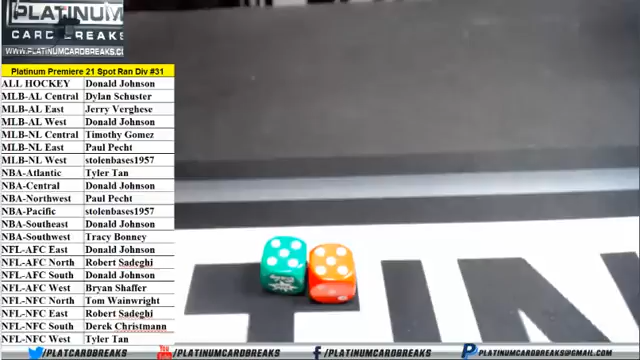 PLATINUM
CARD BREAKS
WWW.PLATINUMCARDBREAKS.COM
Platinum Premiere 21 Spot Ran Div #31
ALL HOCKEY Donald Johnson
MLB-AL Central Dylan Schuster
MLB-AL East Jerry Verghese
MLB-AL West Donald Johnson
MLB-NL Central Timothy Gomez
MLB-NL East Paul Pecht
MLB-NL West stolenbases1957
NBA-Atlantic Tyler Tan
NBA-Central Donald Johnson
NBA-Northwest Paul Pecht
NBA-Pacific stolenbases1957
NBA-Southeast Donald Johnson
NBA-Southwest Tracy Bonney
NFL-AFC East Donald Johnson
NFL-AFC North Robert Sadeghi
NFL-AFC South Donald Johnson
NFL-AFC West Bryan Shaffer
NFL-NFC North Tom Wainwright
NFL-NFC East Robert Sadeghi
NFL-NFC South Derek Christmann
NFL-NFC West Tyler Tan
TIN
/PLATCARDBREAKS You Tube /PLATINUMCARDBREAKS f /PLATINUMCARDBREAKS P PLATINUMCARDBREAKS@GMAIL.COM